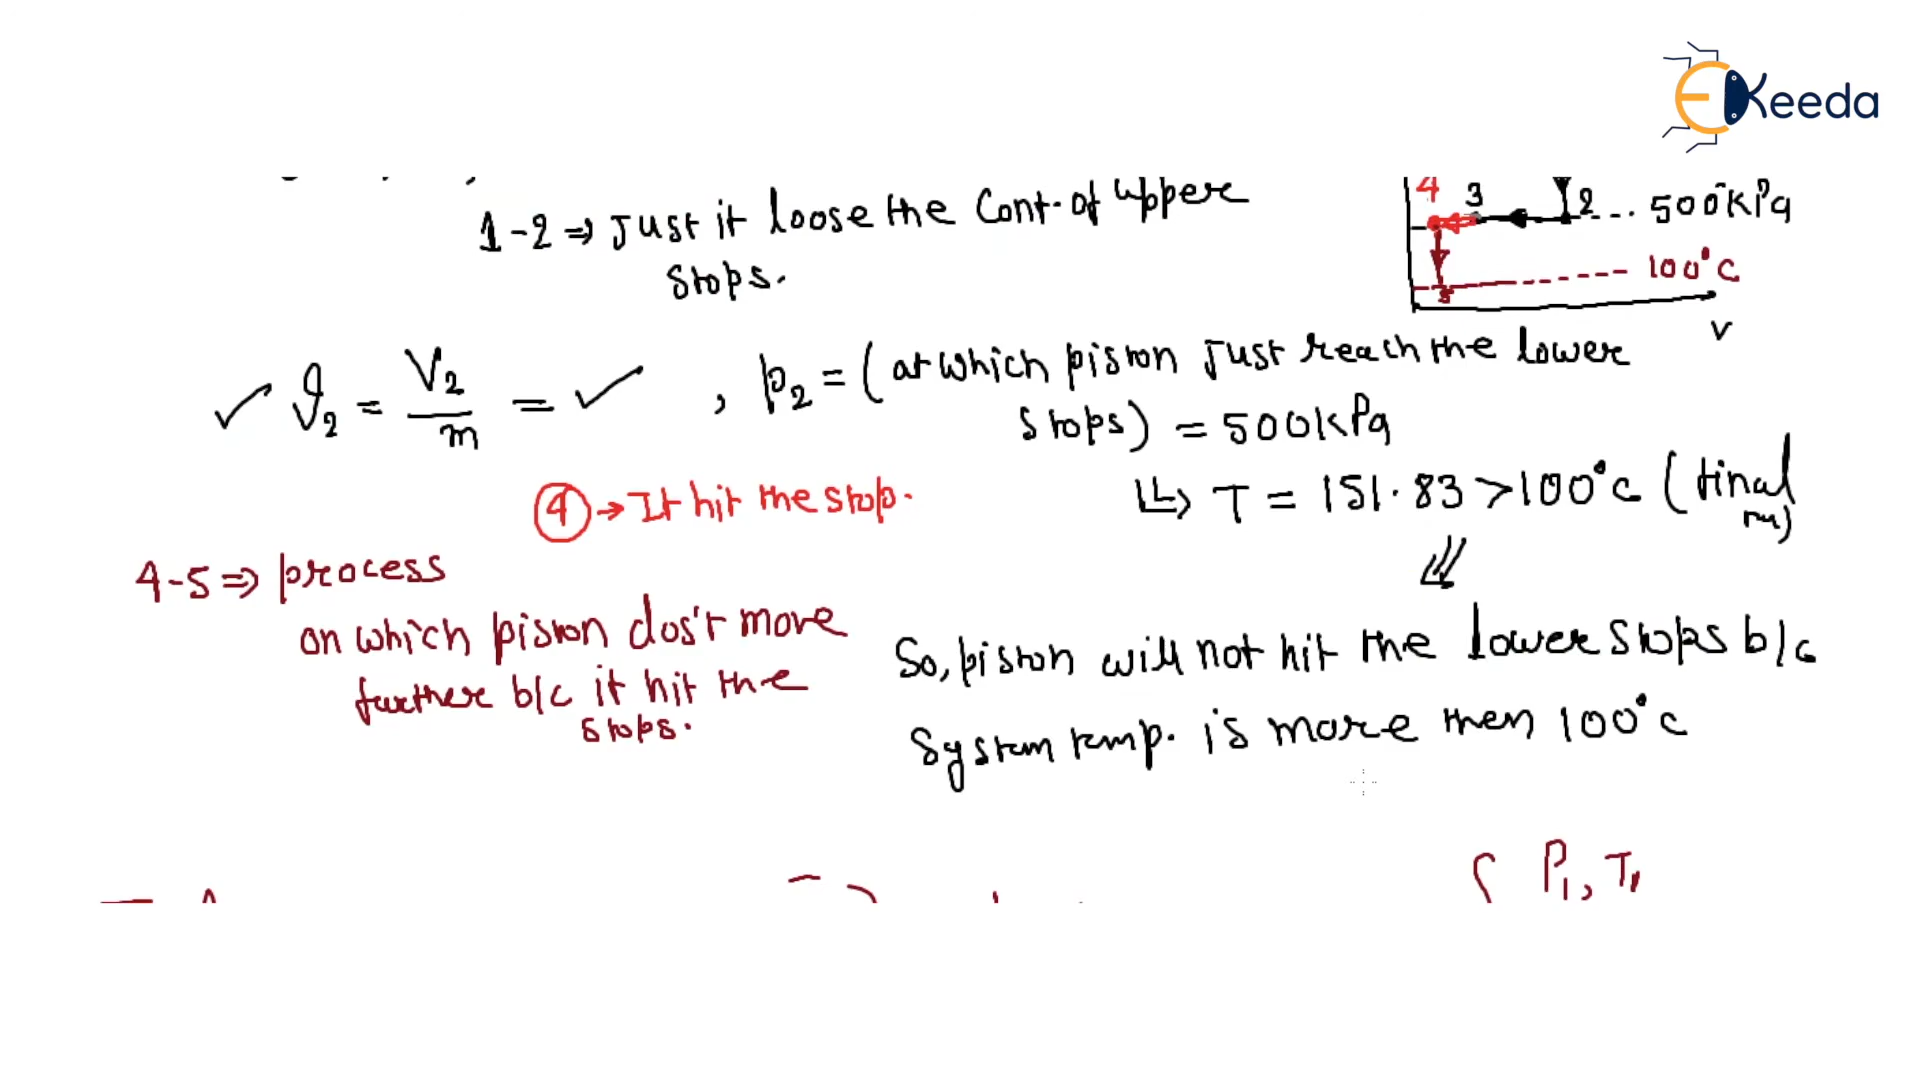 EKeeda
1-2 ⇒ Just it loose the Cont. of upper
Stops.
4 3 2 500kPa
100°C
5
v
✓ ϑ₂ = V₂/m = ✓ , p₂ = (at which piston Just reach the lower
Stops) = 500kPa
↳ T = 151.83 > 100°C (final
④ → It hit the stop.
4-5 ⇒ process
on which piston dos't move
further b/c it hit the
stops.
So, piston will not hit the lower stops b/c
System temp. is more then 100°C
P₁, T₁